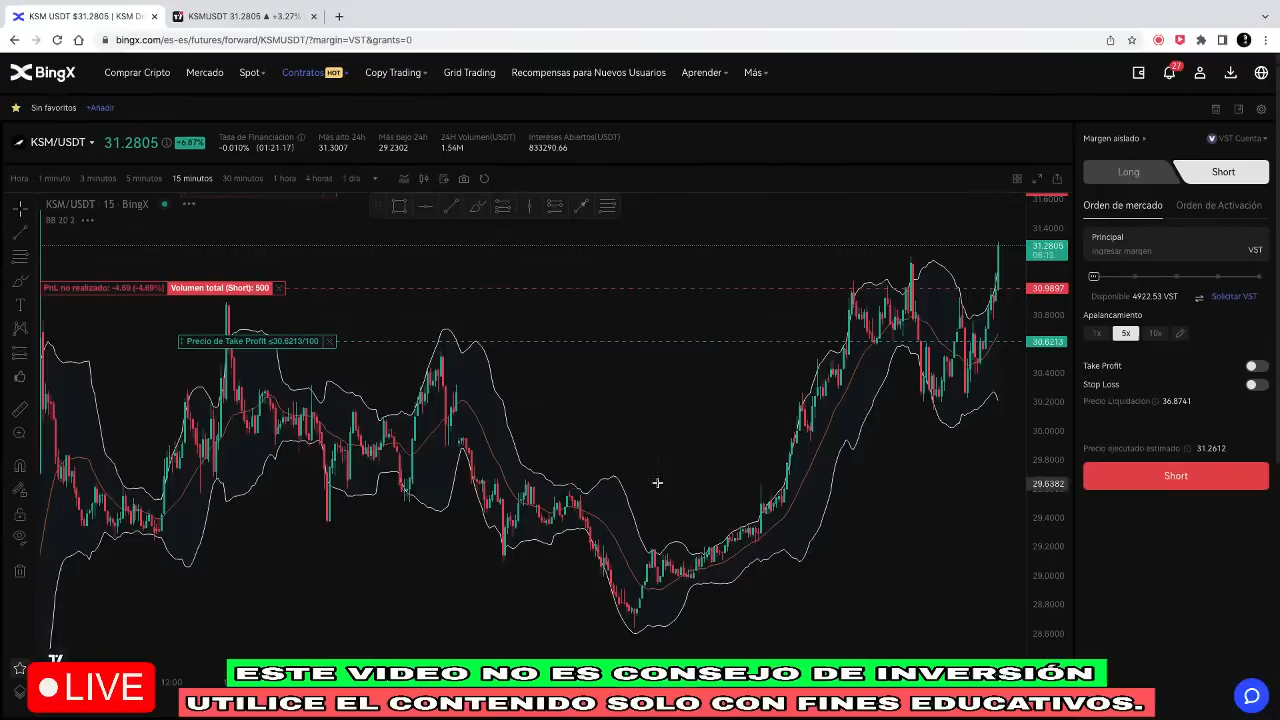 KSM USDT $31.2805 | KSM De
KSMUSDT 31.2805 ▲ +3.27%
bingx.com/es-es/futures/forward/KSMUSDT/?margin=VST&grants=0
BingX
Comprar Cripto Mercado Spot Contratos HOT Copy Trading Grid Trading Recompensas para Nuevos Usuarios Aprender Más
27
Sin favoritos +Añadir
KSM/USDT 31.2805 +6.87%
Tasa de Financiación Más alto 24h Más bajo 24h 24H Volumen(USDT) Intereses Abiertos(USDT)
-0.010% (01:21:17) 31.3007 29.2302 1.54M 833290.66
Margen aislado
VST Cuenta
Hora 1 minuto 3 minutos 5 minutos 15 minutos 30 minutos 1 hora 4 horas 1 día
Long Short
KSM/USDT · 15 · BingX
BB 20 2
Orden de mercado Orden de Activación
Principal
Ingresar margen VST
Disponible 4922.53 VST Solicitar VST
Apalancamiento
1x 5x 10x
Take Profit
Stop Loss
Precio Liquidación 36.8741
Precio ejecutado estimado 31.2612
Short
PnL no realizado: -4.69 (-4.69%) Volumen total (Short): 500
Precio de Take Profit ≤30.6213/100
31.6000
31.4000
31.2805
06:13
30.9897
30.8000
30.6213
30.4000
30.2000
30.0000
29.8000
29.6382
29.4000
29.2000
29.0000
28.8000
28.6000
12:00
LIVE
ESTE VIDEO NO ES CONSEJO DE INVERSIÓN
UTILICE EL CONTENIDO SOLO CON FINES EDUCATIVOS.